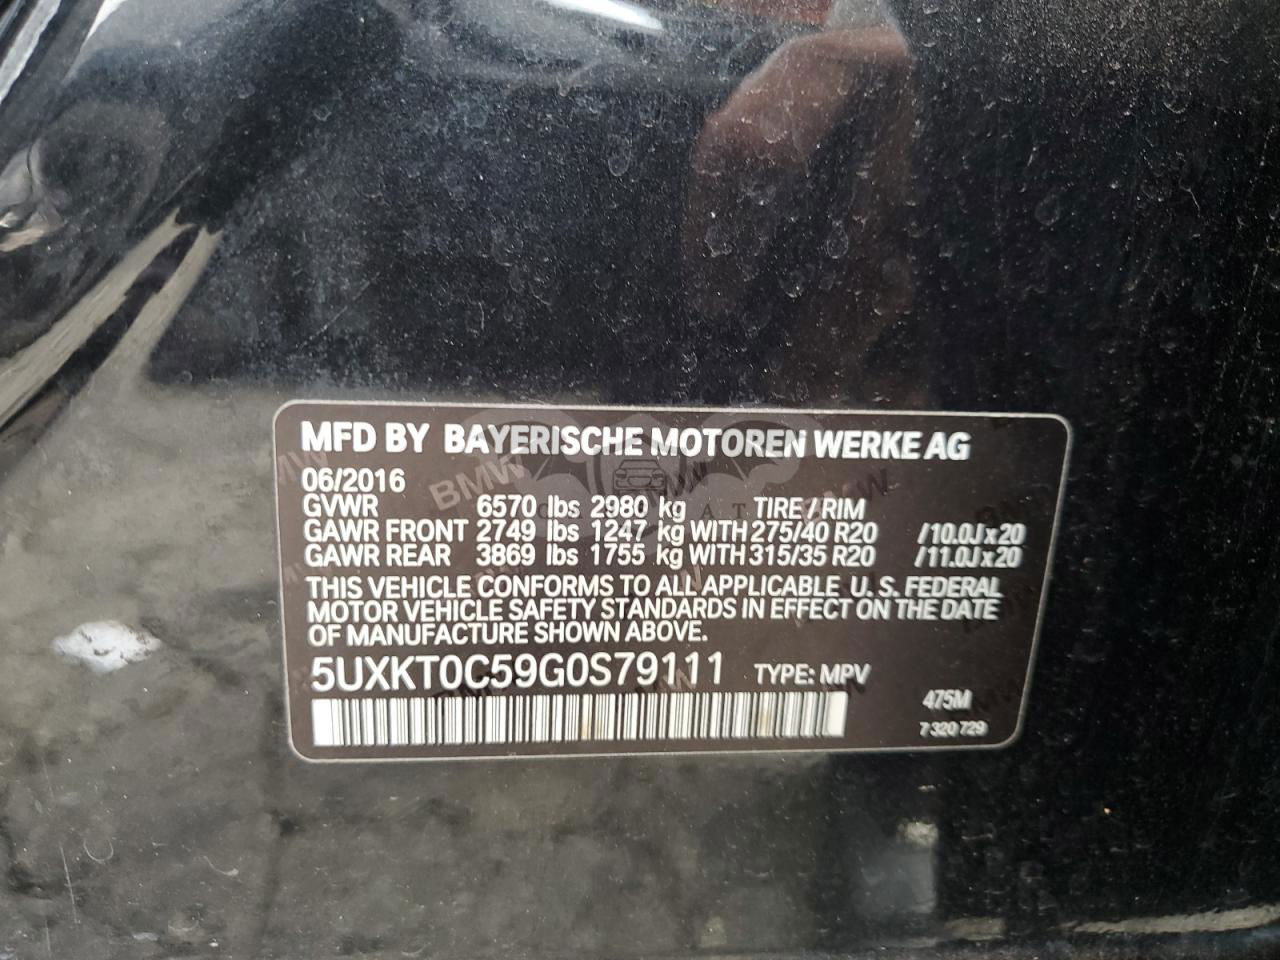 MFD BY BAYERISCHE MOTOREN WERKE AG
06/2016
GVWR 6570 lbs 2980 kg TIRE / RIM
GAWR FRONT 2749 lbs 1247 kg WITH 275/40 R20 /10.0J x 20
GAWR REAR 3869 lbs 1755 kg WITH 315/35 R20 /11.0J x 20
THIS VEHICLE CONFORMS TO ALL APPLICABLE U. S. FEDERAL
MOTOR VEHICLE SAFETY STANDARDS IN EFFECT ON THE DATE
OF MANUFACTURE SHOWN ABOVE.
5UXKT0C59G0S79111 TYPE: MPV
475M
7 320 729